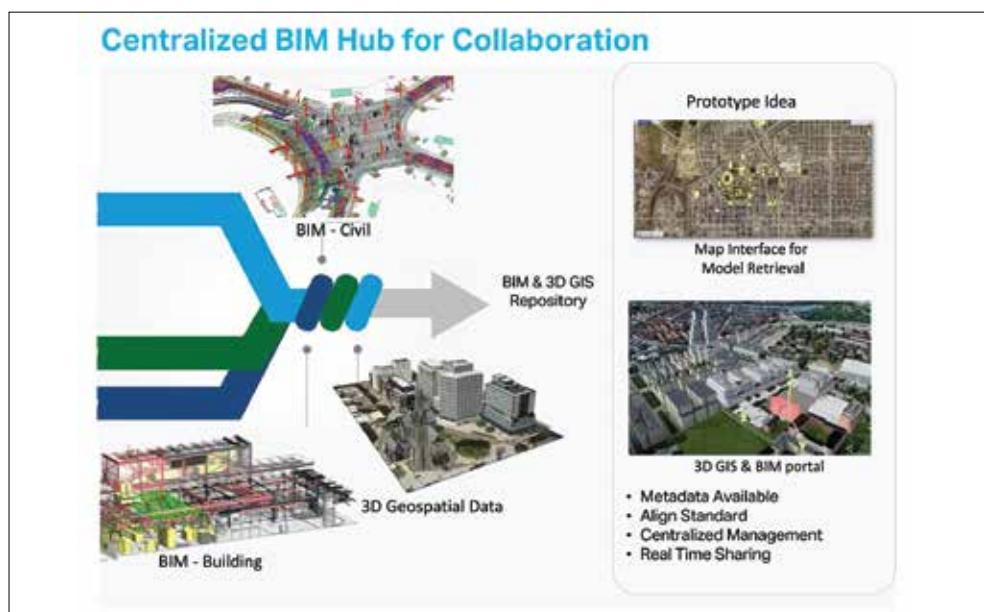 Centralized BIM Hub for Collaboration
BIM - Civil
BIM & 3D GIS
Repository
3D Geospatial Data
BIM - Building
Prototype Idea
Map Interface for
Model Retrieval
3D GIS & BIM portal
• Metadata Available
• Align Standard
• Centralized Management
• Real Time Sharing